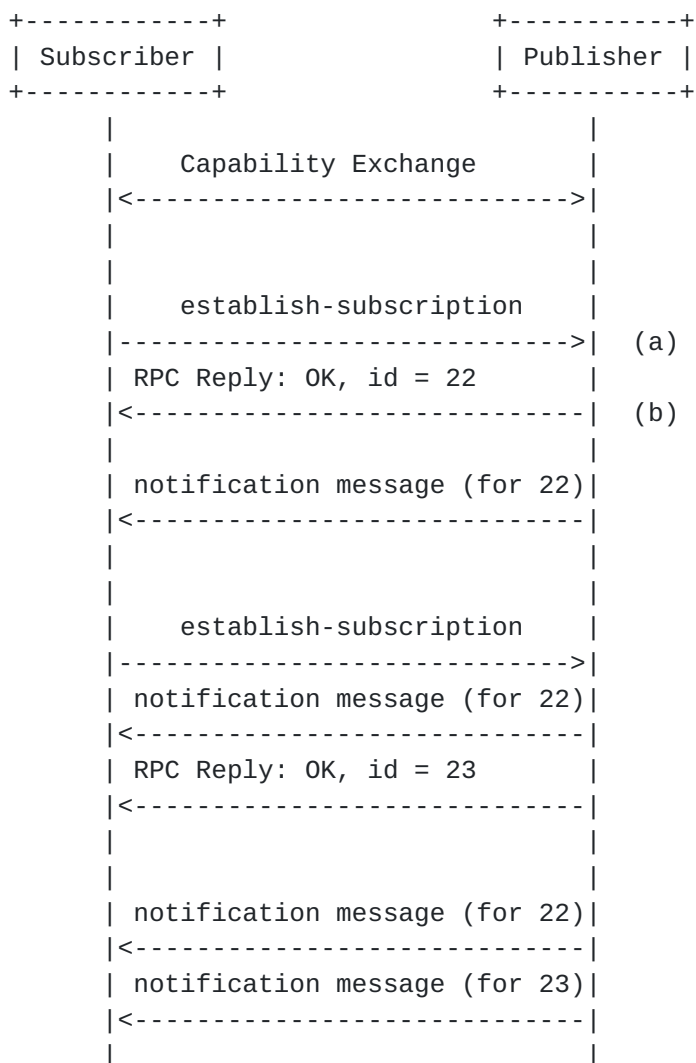 +------------+                 +-----------+
| Subscriber |                 | Publisher |
+------------+                 +-----------+
      |                              |
      |    Capability Exchange       |
      |<---------------------------->|
      |                              |
      |                              |
      |    establish-subscription    |
      |----------------------------->|  (a)
      | RPC Reply: OK, id = 22       |
      |<-----------------------------|  (b)
      |                              |
      | notification message (for 22)|
      |<-----------------------------|
      |                              |
      |                              |
      |    establish-subscription    |
      |----------------------------->|
      | notification message (for 22)|
      |<-----------------------------|
      | RPC Reply: OK, id = 23       |
      |<-----------------------------|
      |                              |
      |                              |
      | notification message (for 22)|
      |<-----------------------------|
      | notification message (for 23)|
      |<-----------------------------|
      |                              |